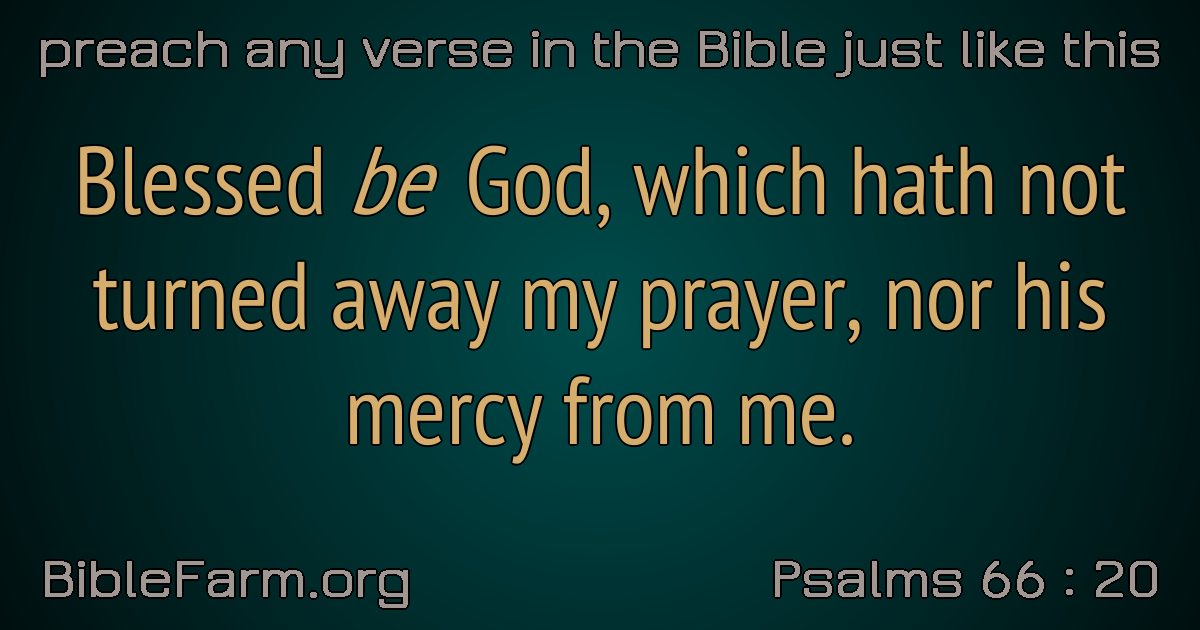 preach any verse in the Bible just like this
Blessed be God, which hath not
turned away my prayer, nor his
mercy from me.
BibleFarm.org
Psalms 66 : 20